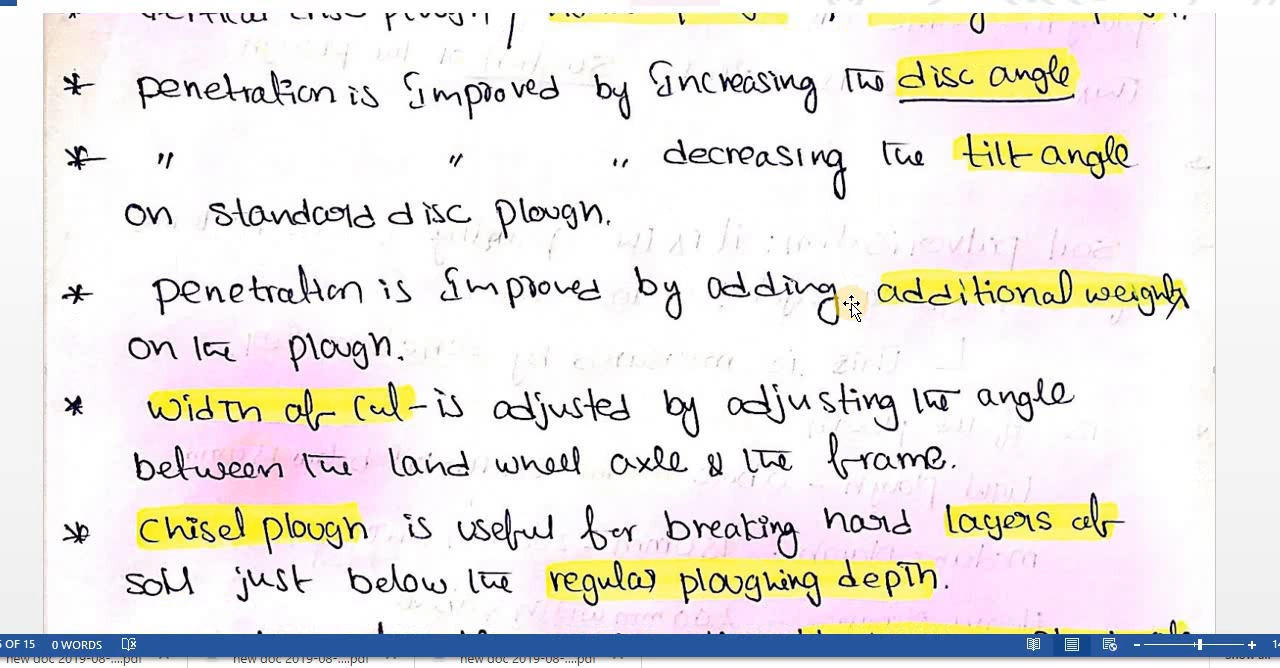 * penetration is improved by increasing the disc angle
* " " " decreasing the tilt angle
on standard disc plough.
* penetration is improved by adding additional weights
on the plough.
* width of cut is adjusted by adjusting the angle
between the land wheel axle & the frame.
* Chisel plough is useful for breaking hard layers of
soil just below the regular ploughing depth.
OF 15 0 WORDS
new doc 2019-08-....pdf new doc 2019-08-....pdf new doc 2019-08-....pdf